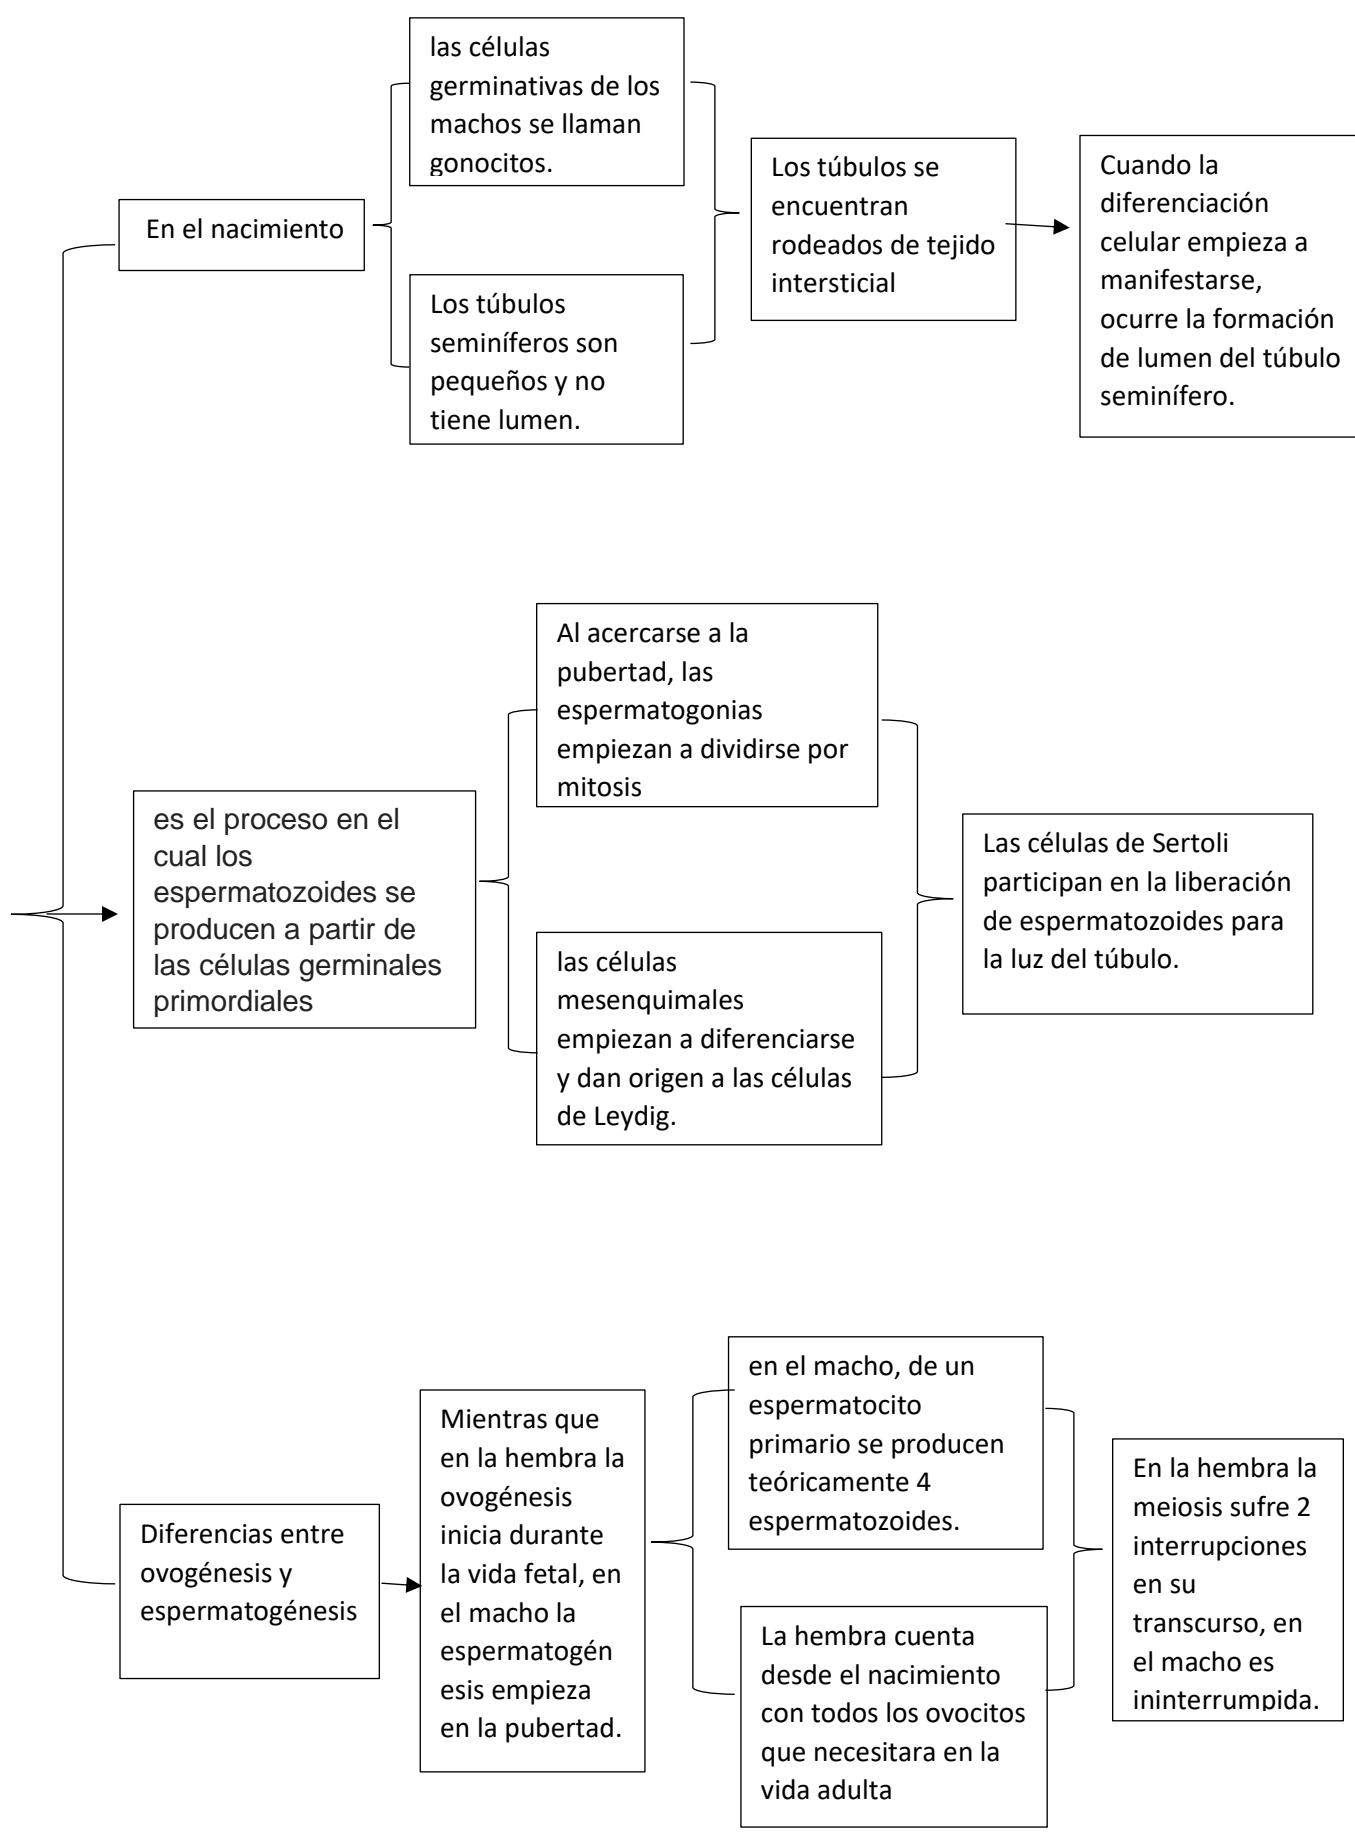 las células
germinativas de los
machos se llaman
gonocitos.
En el nacimiento
Los túbulos
seminíferos son
pequeños y no
tiene lumen.
Los túbulos se
encuentran
rodeados de tejido
intersticial
Cuando la
diferenciación
celular empieza a
manifestarse,
ocurre la formación
de lumen del túbulo
seminífero.
es el proceso en el
cual los
espermatozoides se
producen a partir de
las células germinales
primordiales
Al acercarse a la
pubertad, las
espermatogonias
empiezan a dividirse por
mitosis
las células
mesenquimales
empiezan a diferenciarse
y dan origen a las células
de Leydig.
Las células de Sertoli
participan en la liberación
de espermatozoides para
la luz del túbulo.
Diferencias entre
ovogénesis y
espermatogénesis
Mientras que
en la hembra la
ovogénesis
inicia durante
la vida fetal, en
el macho la
espermatogén
esis empieza
en la pubertad.
en el macho, de un
espermatocito
primario se producen
teóricamente 4
espermatozoides.
La hembra cuenta
desde el nacimiento
con todos los ovocitos
que necesitara en la
vida adulta
En la hembra la
meiosis sufre 2
interrupciones
en su
transcurso, en
el macho es
ininterrumpida.